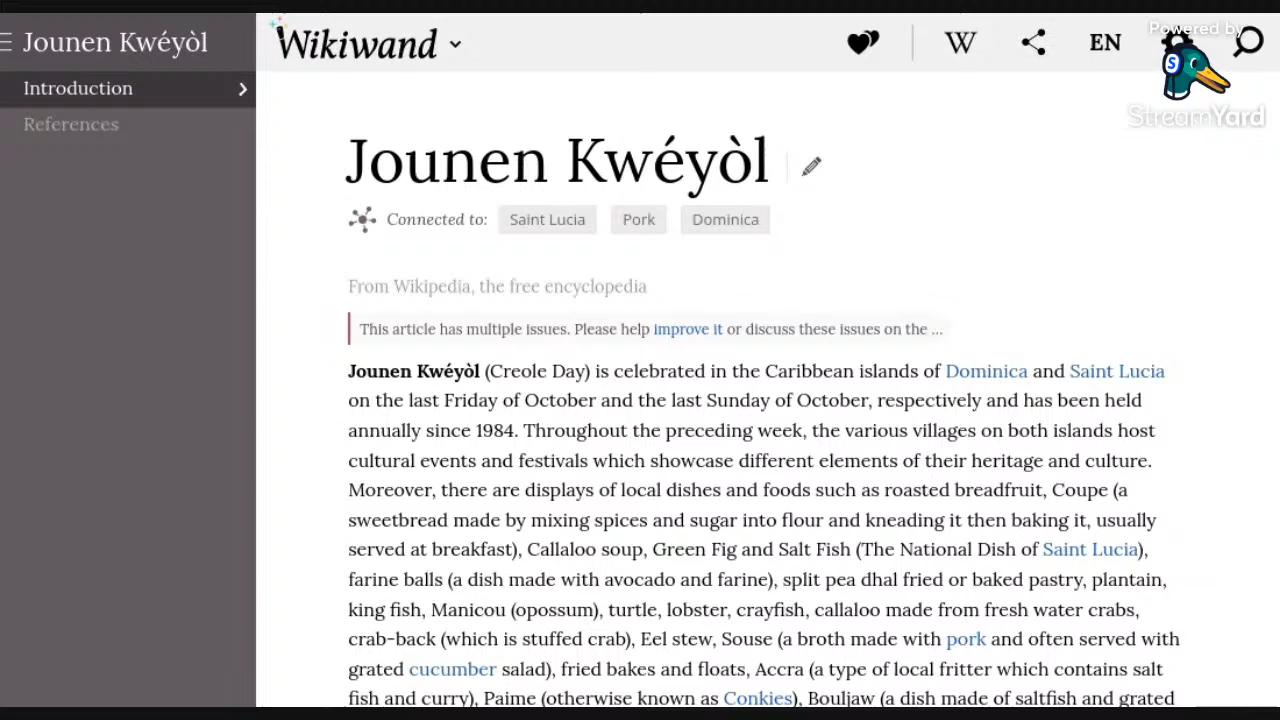 Jounen Kwéyòl
Wikiwand
W
EN
Powered by
S
StreamYard
Introduction
References
Jounen Kwéyòl
Connected to: Saint Lucia Pork Dominica
From Wikipedia, the free encyclopedia
This article has multiple issues. Please help improve it or discuss these issues on the ...
Jounen Kwéyòl (Creole Day) is celebrated in the Caribbean islands of Dominica and Saint Lucia
on the last Friday of October and the last Sunday of October, respectively and has been held
annually since 1984. Throughout the preceding week, the various villages on both islands host
cultural events and festivals which showcase different elements of their heritage and culture.
Moreover, there are displays of local dishes and foods such as roasted breadfruit, Coupe (a
sweetbread made by mixing spices and sugar into flour and kneading it then baking it, usually
served at breakfast), Callaloo soup, Green Fig and Salt Fish (The National Dish of Saint Lucia),
farine balls (a dish made with avocado and farine), split pea dhal fried or baked pastry, plantain,
king fish, Manicou (opossum), turtle, lobster, crayfish, callaloo made from fresh water crabs,
crab-back (which is stuffed crab), Eel stew, Souse (a broth made with pork and often served with
grated cucumber salad), fried bakes and floats, Accra (a type of local fritter which contains salt
fish and curry), Paime (otherwise known as Conkies), Bouljaw (a dish made of saltfish and grated